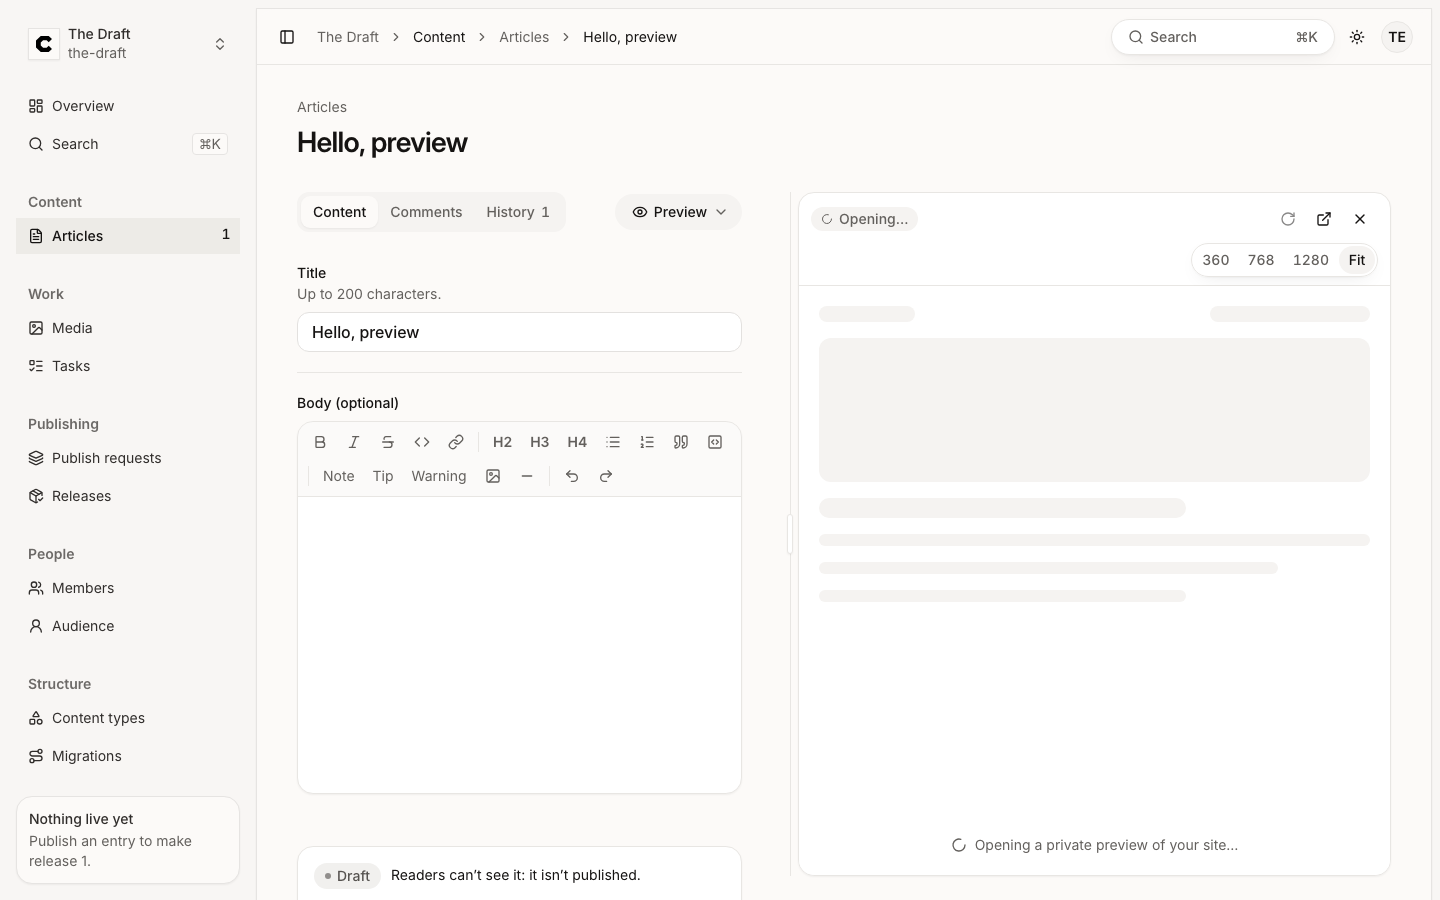 The Draft
the-draft
Overview
Search ⌘K
Content
Articles 1
Work
Media
Tasks
Publishing
Publish requests
Releases
People
Members
Audience
Structure
Content types
Migrations
Nothing live yet
Publish an entry to make
release 1.
The Draft > Content > Articles > Hello, preview
Search ⌘K
TE
Articles
Hello, preview
Content Comments History 1
Preview
Title
Up to 200 characters.
Hello, preview
Body (optional)
H2 H3 H4
Note Tip Warning
Draft Readers can’t see it: it isn’t published.
Opening…
360 768 1280 Fit
Opening a private preview of your site…